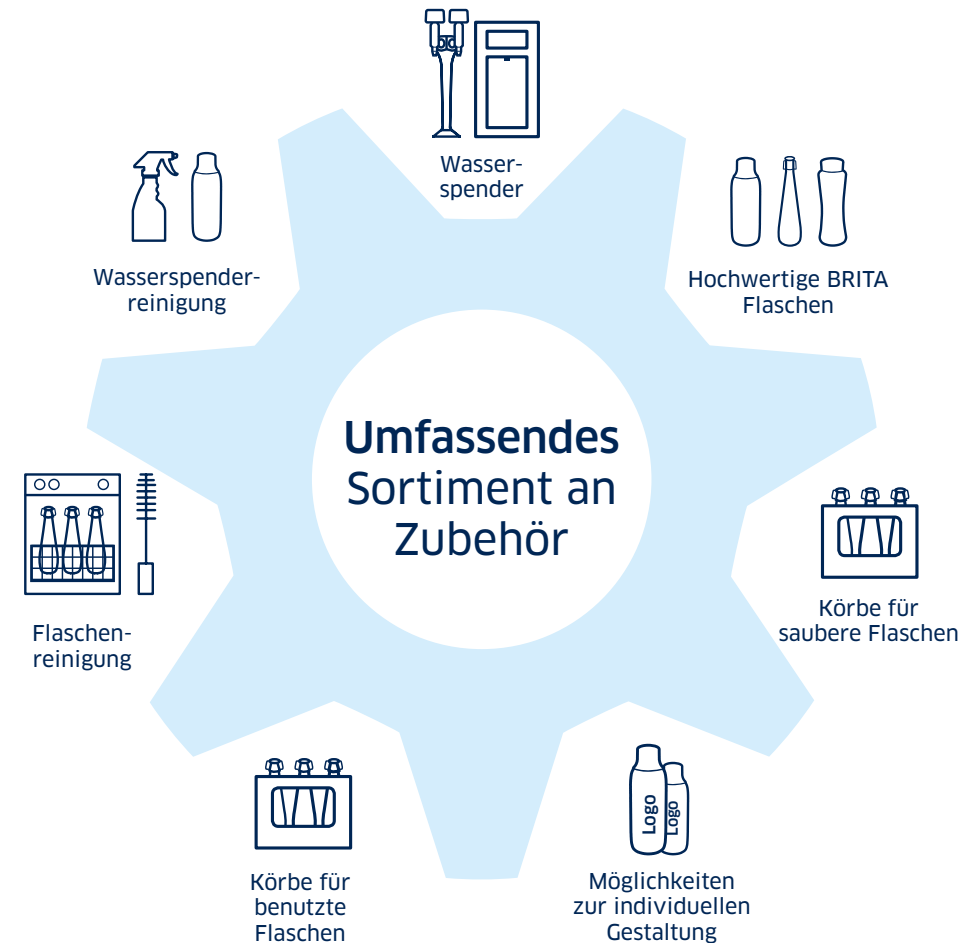 Wasser-
spender
Hochwertige BRITA
Flaschen
Körbe für
saubere Flaschen
Logo
Logo
Möglichkeiten
zur individuellen
Gestaltung
Körbe für
benutzte
Flaschen
Flaschen-
reinigung
Wasserspender-
reinigung
Umfassendes
Sortiment an
Zubehör